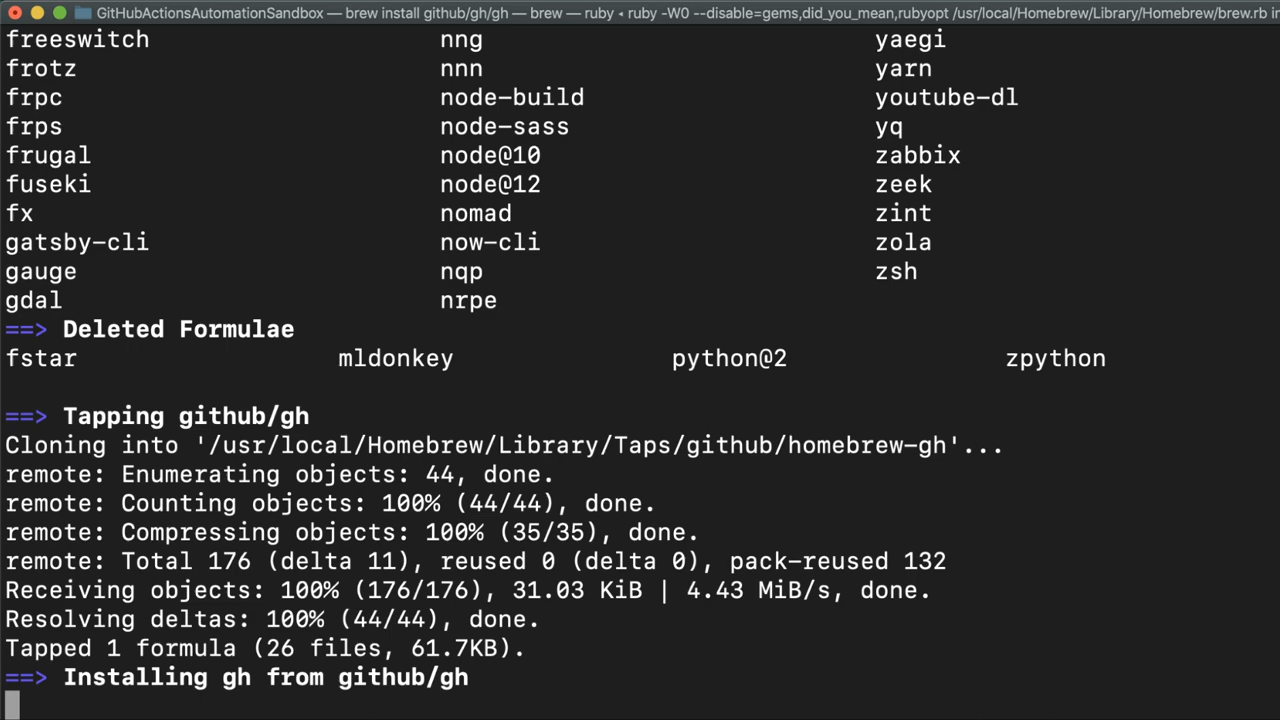 GitHubActionsAutomationSandbox — brew install github/gh/gh — brew — ruby ◂ ruby -W0 --disable=gems,did_you_mean,rubyopt /usr/local/Homebrew/Library/Homebrew/brew.rb in
freeswitch nng yaegi
frotz nnn yarn
frpc node-build youtube-dl
frps node-sass yq
frugal node@10 zabbix
fuseki node@12 zeek
fx nomad zint
gatsby-cli now-cli zola
gauge nqp zsh
gdal nrpe
==> Deleted Formulae
fstar mldonkey python@2 zpython
==> Tapping github/gh
Cloning into '/usr/local/Homebrew/Library/Taps/github/homebrew-gh'...
remote: Enumerating objects: 44, done.
remote: Counting objects: 100% (44/44), done.
remote: Compressing objects: 100% (35/35), done.
remote: Total 176 (delta 11), reused 0 (delta 0), pack-reused 132
Receiving objects: 100% (176/176), 31.03 KiB | 4.43 MiB/s, done.
Resolving deltas: 100% (44/44), done.
Tapped 1 formula (26 files, 61.7KB).
==> Installing gh from github/gh